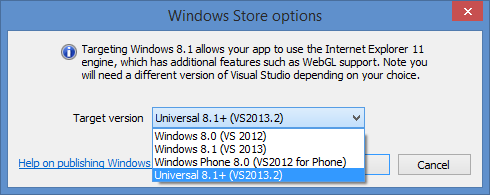 Windows Store options
Targeting Windows 8.1 allows your app to use the Internet Explorer 11
engine, which has additional features such as WebGL support. Note you
will need a different version of Visual Studio depending on your choice.
Target version
Universal 8.1+ (VS2013.2)
Windows 8.0 (VS 2012)
Windows 8.1 (VS 2013)
Windows Phone 8.0 (VS2012 for Phone)
Universal 8.1+ (VS2013.2)
Help on publishing Windows
Cancel